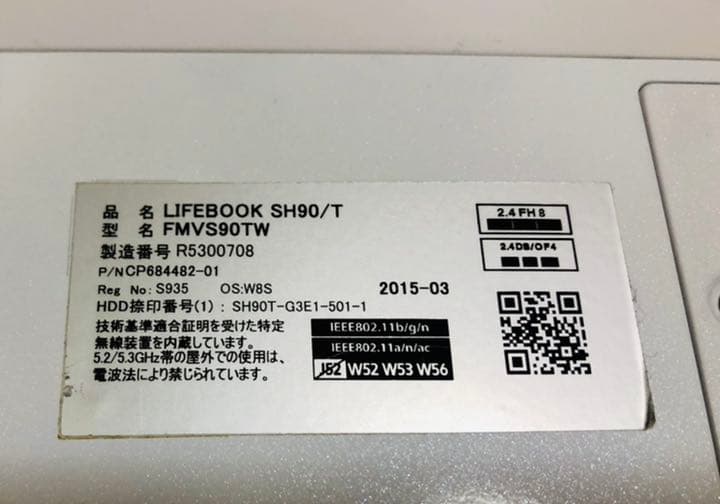 品 名 LIFEBOOK SH90/T
型 名 FMVS90TW
製造番号 R5300708
P/N CP684482-01
Reg No: S935 OS:W8S 2015-03
HDD捺印番号(1) : SH90T-G3E1-501-1
技術基準適合証明を受けた特定
無線装置を内蔵しています。
5.2/5.3GHz帯の屋外での使用は、
電波法により禁じられています。
2.4 FH 8
2.4DS/OF4
IEEE802.11b/g/n
IEEE802.11a/n/ac
J52 W52 W53 W56